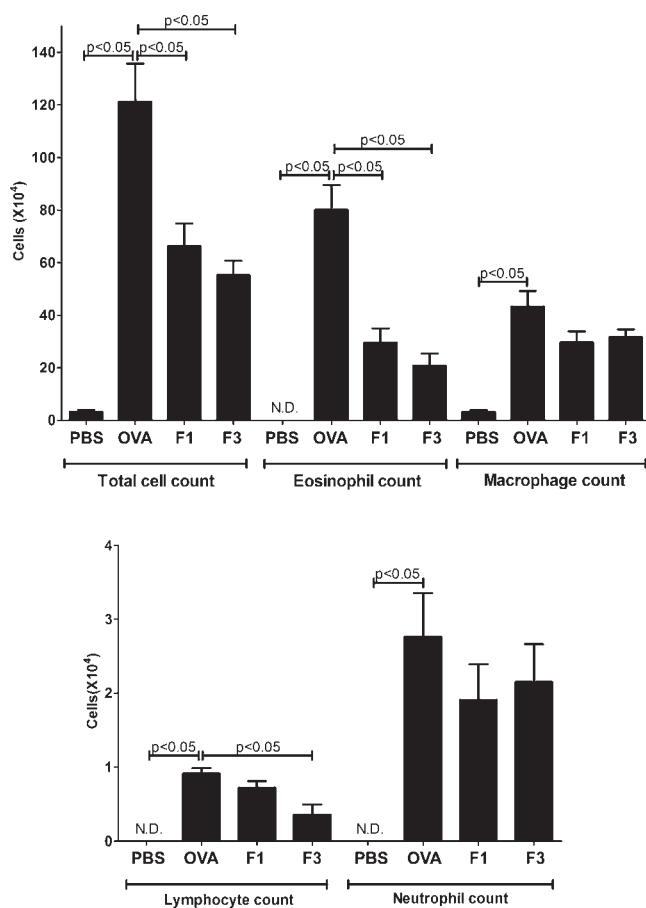 p<0.05
p<0.05 p<0.05
140
120
100
80
60
40
20
0
Cells (X10⁴)
p<0.05
p<0.05 p<0.05
p<0.05
N.D.
PBS OVA F1 F3 PBS OVA F1 F3 PBS OVA F1 F3
Total cell count Eosinophil count Macrophage count
4
3
2
1
0
Cells(X10⁴)
p<0.05
p<0.05 p<0.05
N.D. N.D.
PBS OVA F1 F3 PBS OVA F1 F3
Lymphocyte count Neutrophil count